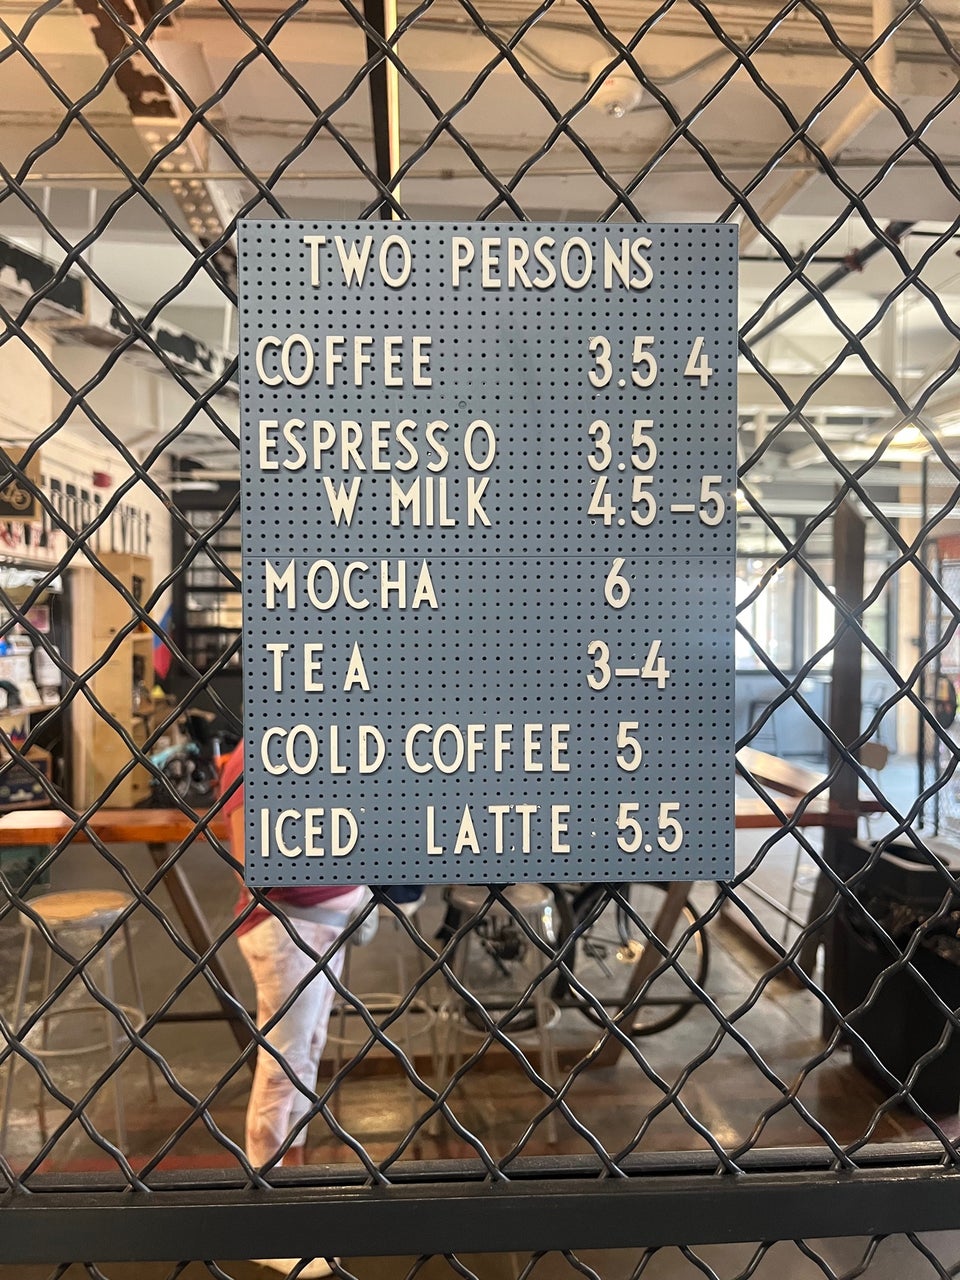 TWO PERSONS
COFFEE 3.5 4
ESPRESSO 3.5
W MILK 4.5-5
MOCHA 6
TEA 3-4
COLD COFFEE 5
ICED LATTE 5.5